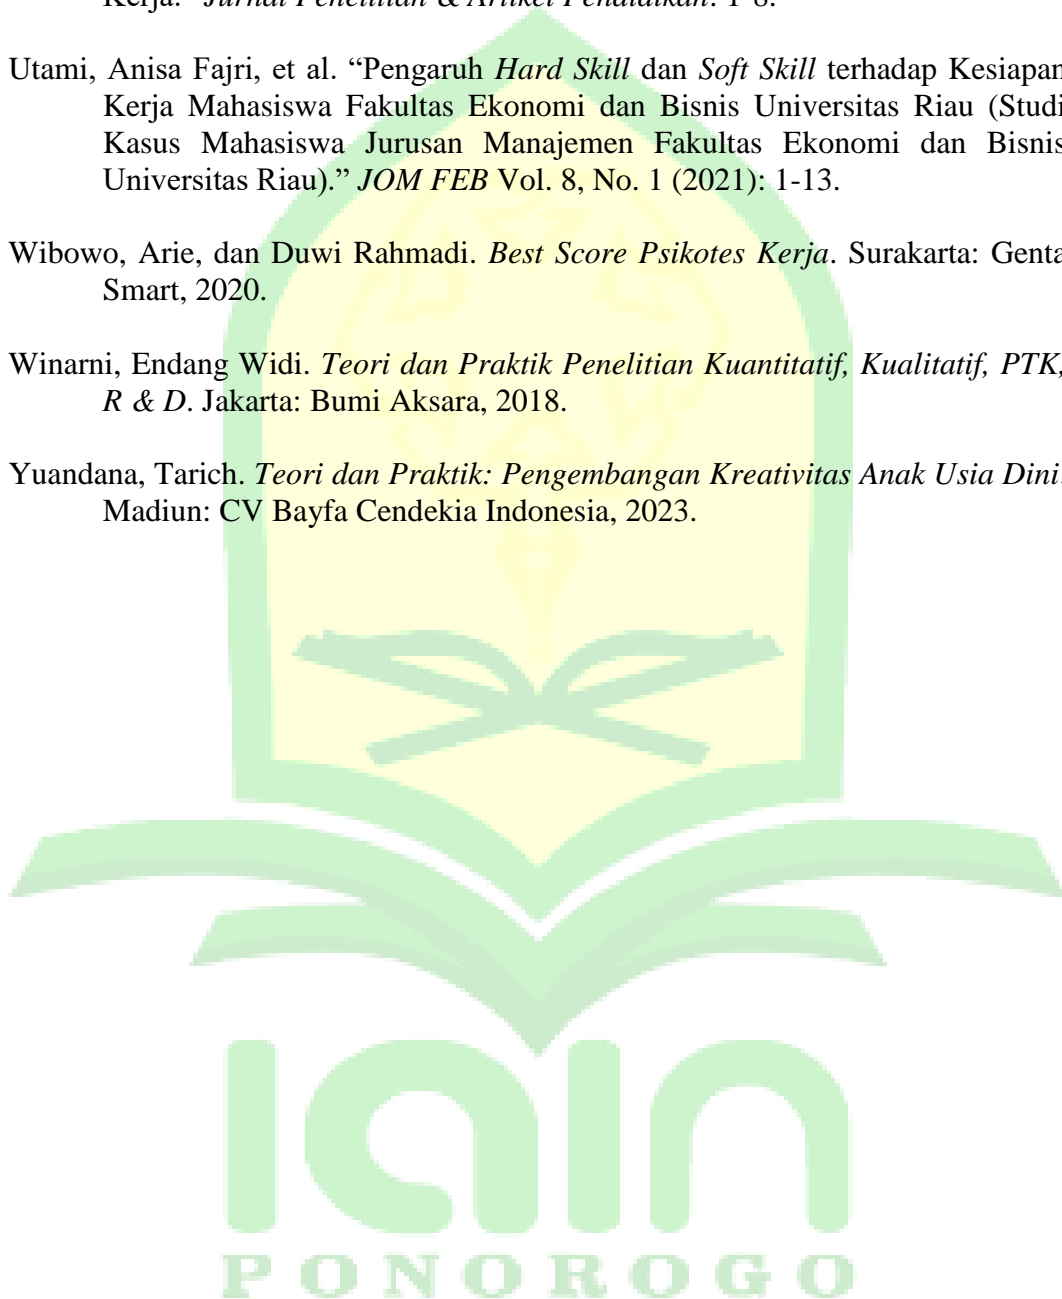 Kerja." Jurnal Penelitian & Artikel Pendidikan: 1-8.
Utami, Anisa Fajri, et al. “Pengaruh Hard Skill dan Soft Skill terhadap Kesiapan
Kerja Mahasiswa Fakultas Ekonomi dan Bisnis Universitas Riau (Studi
Kasus Mahasiswa Jurusan Manajemen Fakultas Ekonomi dan Bisnis
Universitas Riau).” JOM FEB Vol. 8, No. 1 (2021): 1-13.
Wibowo, Arie, dan Duwi Rahmadi. Best Score Psikotes Kerja. Surakarta: Genta
Smart, 2020.
Winarni, Endang Widi. Teori dan Praktik Penelitian Kuantitatif, Kualitatif, PTK,
R & D. Jakarta: Bumi Aksara, 2018.
Yuandana, Tarich. Teori dan Praktik: Pengembangan Kreativitas Anak Usia Dini.
Madiun: CV Bayfa Cendekia Indonesia, 2023.
iain
PONOROGO